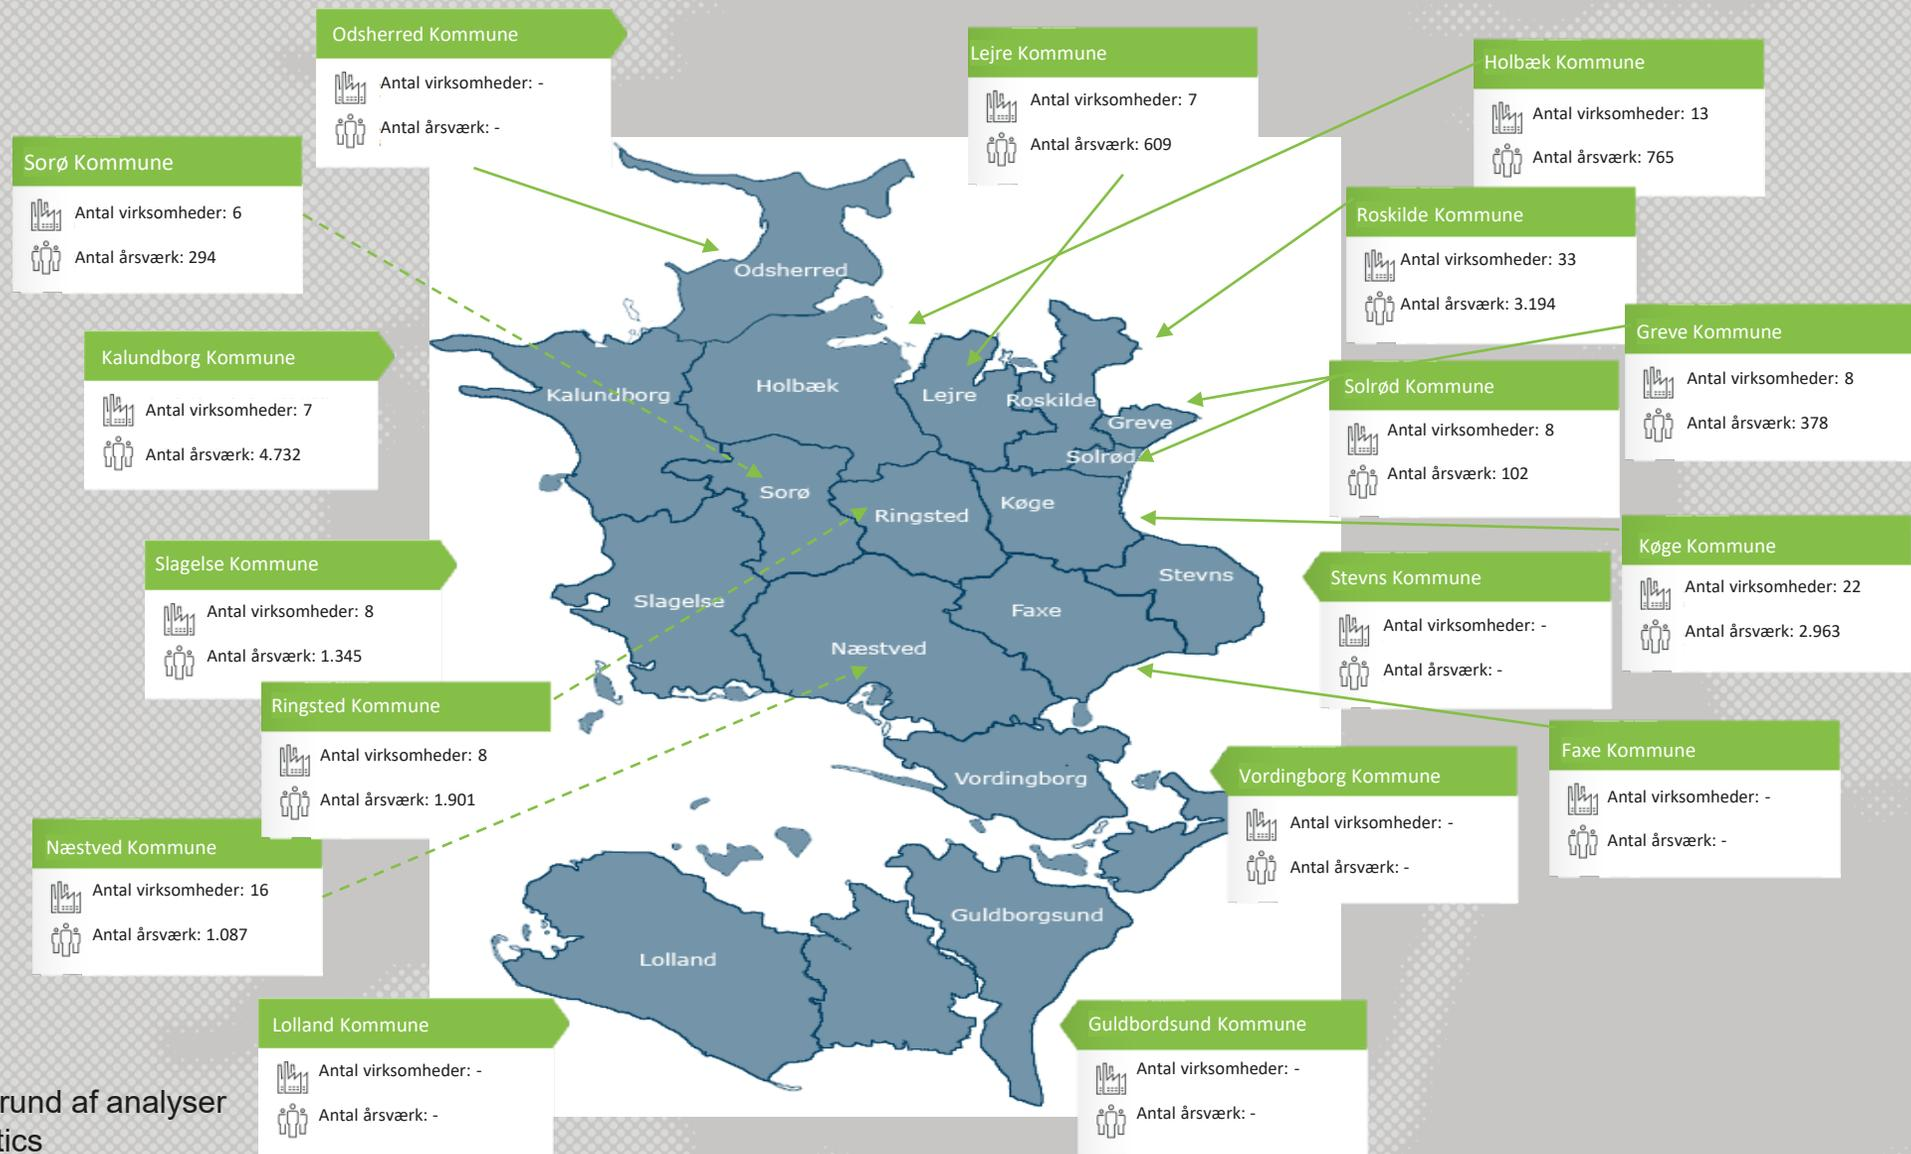 Odsherred Kommune
Antal virksomheder: -
Antal årsværk: -
Lejre Kommune
Antal virksomheder: 7
Antal årsværk: 609
Holbæk Kommune
Antal virksomheder: 13
Antal årsværk: 765
Sorø Kommune
Antal virksomheder: 6
Antal årsværk: 294
Roskilde Kommune
Antal virksomheder: 33
Antal årsværk: 3.194
Greve Kommune
Antal virksomheder: 8
Antal årsværk: 378
Kalundborg Kommune
Antal virksomheder: 7
Antal årsværk: 4.732
Solrød Kommune
Antal virksomheder: 8
Antal årsværk: 102
Køge Kommune
Antal virksomheder: 22
Antal årsværk: 2.963
Slagelse Kommune
Antal virksomheder: 8
Antal årsværk: 1.345
Stevns Kommune
Antal virksomheder: -
Antal årsværk: -
Ringsted Kommune
Antal virksomheder: 8
Antal årsværk: 1.901
Faxe Kommune
Antal virksomheder: -
Antal årsværk: -
Vordingborg Kommune
Antal virksomheder: -
Antal årsværk: -
Næstved Kommune
Antal virksomheder: 16
Antal årsværk: 1.087
Lolland Kommune
Antal virksomheder: -
Antal årsværk: -
Guldbordsund Kommune
Antal virksomheder: -
Antal årsværk: -
Odsherred
Kalundborg
Holbæk
Lejre
Roskilde
Greve
Solrød
Sorø
Ringsted
Køge
Stevns
Slagelse
Faxe
Næstved
Vordingborg
Guldborgsund
Lolland
rund af analyser
tics